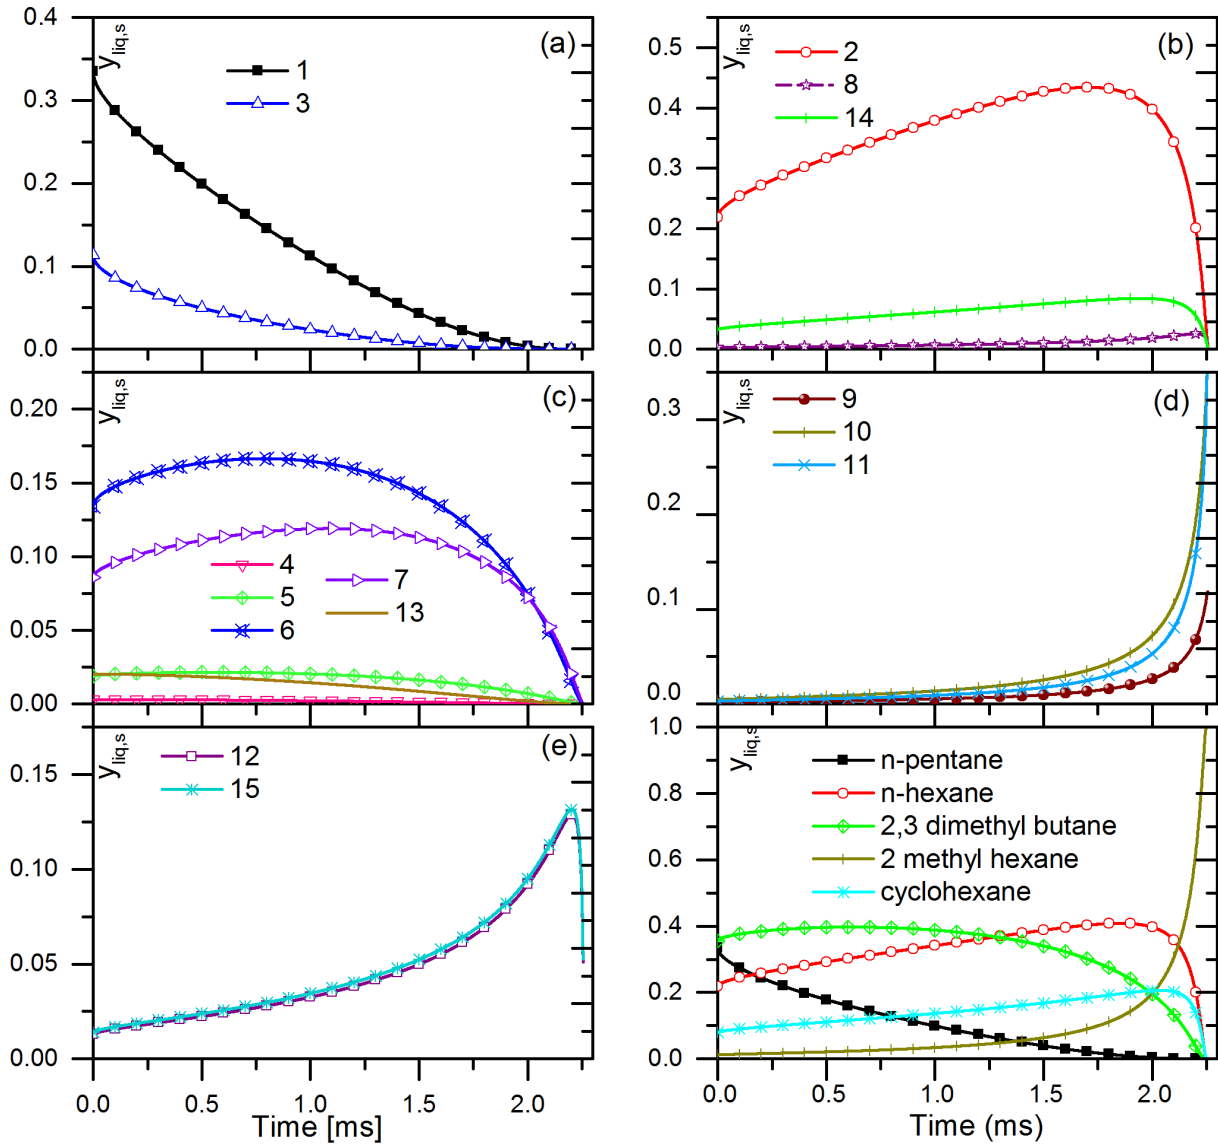 0.4
y_liq,s
(a)
1
3
0.3
0.2
0.1
0.0
y_liq,s
(b)
0.5
2
8
14
0.4
0.3
0.2
0.1
0.0
y_liq,s
(c)
0.20
0.15
0.10
4
5
6
7
13
0.05
0.00
(d)
0.3
9
10
11
0.2
0.1
0.0
y_liq,s
(e)
12
15
0.15
0.10
0.05
0.00
0.0 0.5 1.0 1.5 2.0
Time [ms]
1.0
y_liq,s
n-pentane
n-hexane
2,3 dimethyl butane
2 methyl hexane
cyclohexane
0.8
0.6
0.4
0.2
0.0
0.0 0.5 1.0 1.5 2.0
Time (ms)